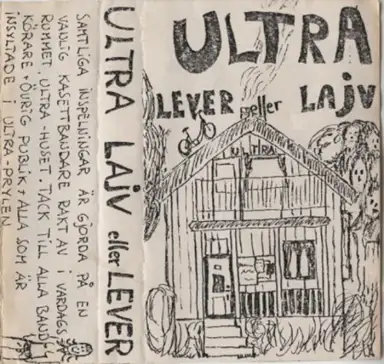 ULTRA
LEVER eller LAJV
ULTRA
ULTRA LAJV eller LEVER
SAMTLIGA INSPELNINGAR ÄR GJORDA PÅ EN
VANLIG KASETTBANDARE RAKT AV I VARDAGS-
RUMMET, ULTRA-HUSET. TACK TILL ALLA BAND,
KÖRARE, ÖVRIG PUBLIK, ALLA SOM ÄR
INSYLTADE I ULTRA-PRYLEN